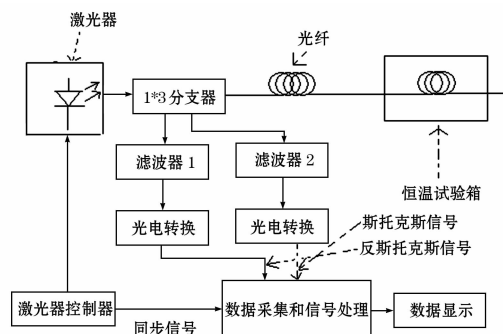 激光器
光纤
1*3分支器
滤波器1
滤波器2
恒温试验箱
光电转换
光电转换
斯托克斯信号
反斯托克斯信号
激光器控制器
同步信号
数据采集和信号处理
数据显示